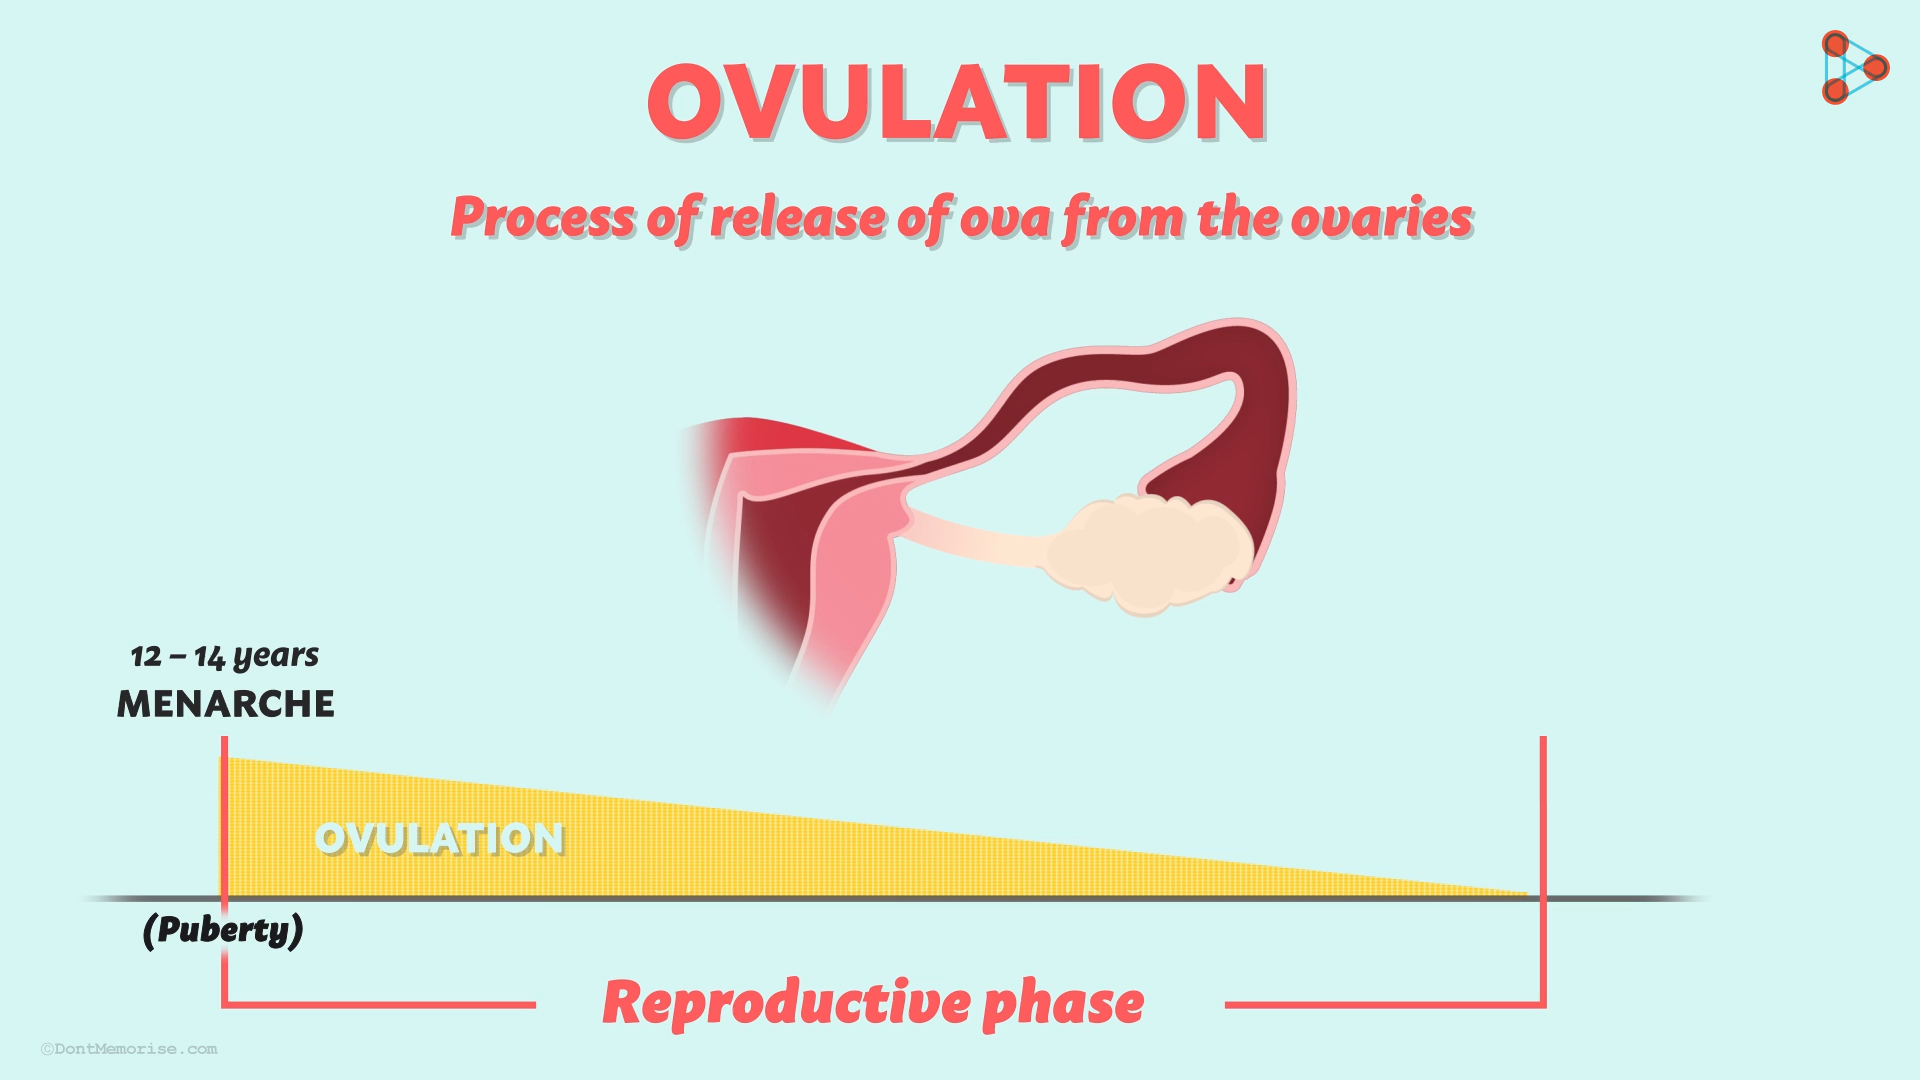 OVULATION
Process of release of ova from the ovaries
12 – 14 years
MENARCHE
OVULATION
(Puberty)
Reproductive phase
©DontMemorise.com